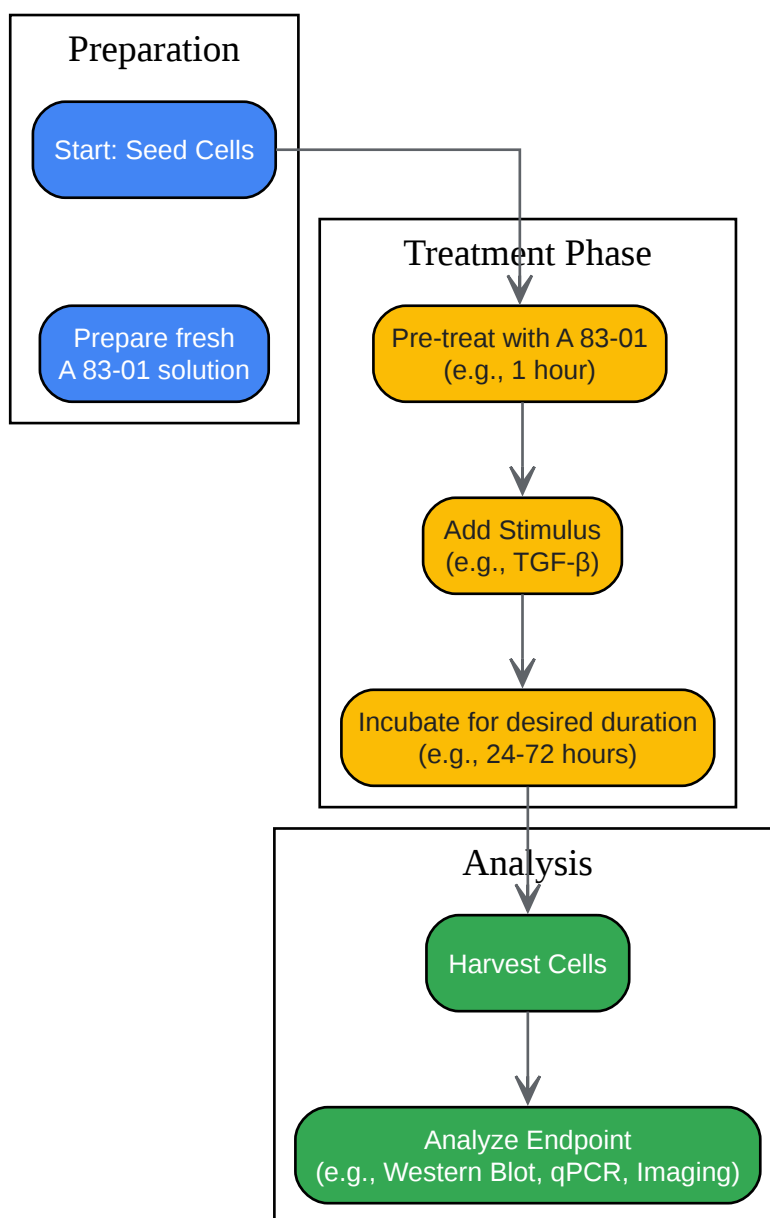 Preparation
Start: Seed Cells
Prepare fresh
A 83-01 solution
Treatment Phase
Pre-treat with A 83-01
(e.g., 1 hour)
Add Stimulus
(e.g., TGF-β)
Incubate for desired duration
(e.g., 24-72 hours)
Analysis
Harvest Cells
Analyze Endpoint
(e.g., Western Blot, qPCR, Imaging)